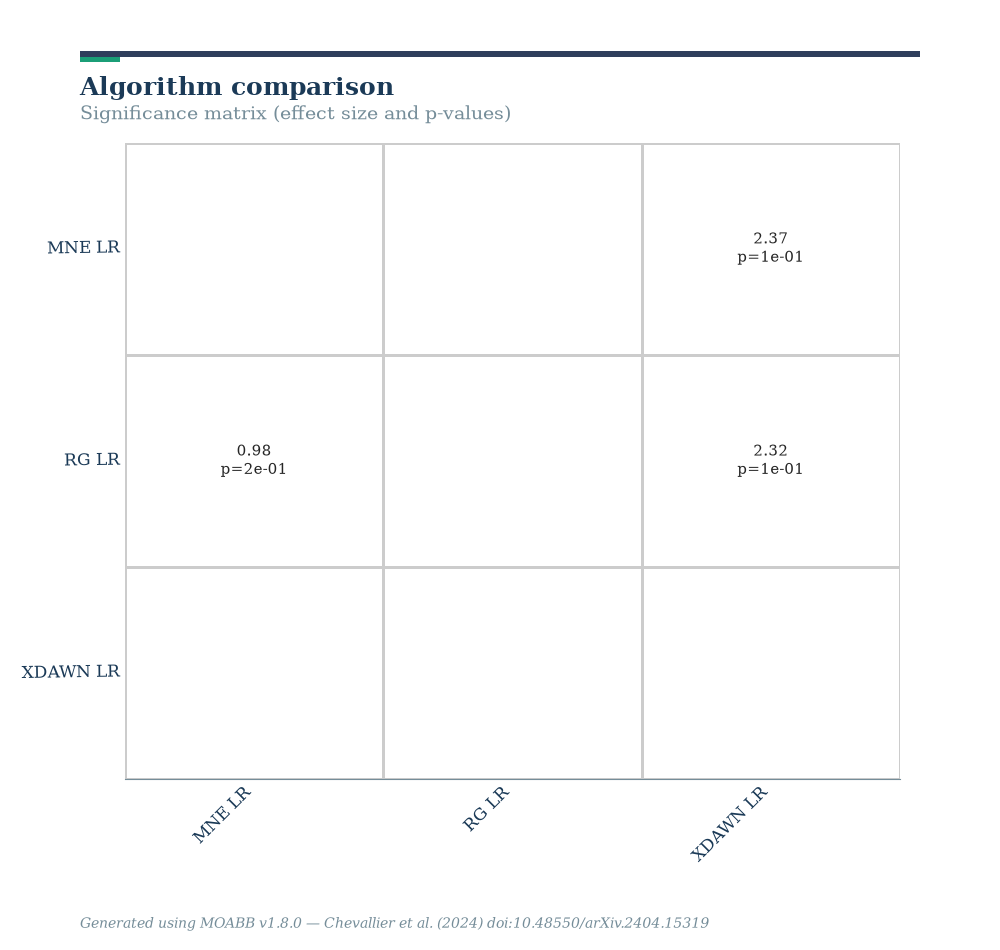 Algorithm comparison
Significance matrix (effect size and p-values)
MNE LR
2.37
p=1e-01
RG LR
0.98
p=2e-01
2.32
p=1e-01
XDAWN LR
MNE LR
RG LR
XDAWN LR
Generated using MOABB v1.8.0 — Chevallier et al. (2024) doi:10.48550/arXiv.2404.15319